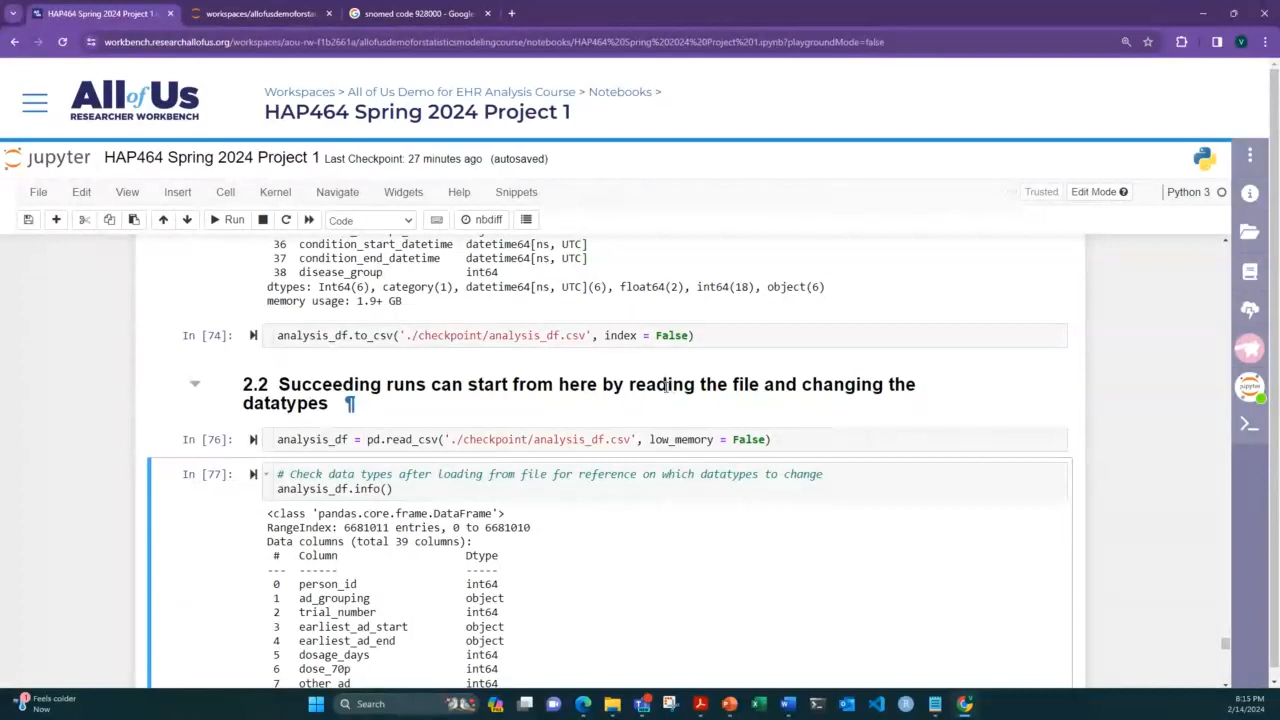 HAP464 Spring 2024 Project 1
workspaces/allofusdemoforstati
snomed code 928000 - Google
workbench.researchallofus.org/workspaces/aou-rw-f1b2661a/allofusdemoforstatisticsmodelingcourse/notebooks/HAP464%20Spring%202024%20Project%201.ipynb?playgroundMode=false
All of Us
RESEARCHER WORKBENCH
Workspaces > All of Us Demo for EHR Analysis Course > Notebooks >
HAP464 Spring 2024 Project 1
jupyter HAP464 Spring 2024 Project 1 Last Checkpoint: 27 minutes ago (autosaved)
File Edit View Insert Cell Kernel Navigate Widgets Help Snippets Trusted Edit Mode Python 3
Run Code nbdiff
36 condition_start_datetime datetime64[ns, UTC]
37 condition_end_datetime datetime64[ns, UTC]
38 disease_group int64
dtypes: Int64(6), category(1), datetime64[ns, UTC](6), float64(2), int64(18), object(6)
memory usage: 1.9+ GB
In [74]: analysis_df.to_csv('./checkpoint/analysis_df.csv', index = False)
2.2 Succeeding runs can start from here by reading the file and changing the
datatypes ¶
In [76]: analysis_df = pd.read_csv('./checkpoint/analysis_df.csv', low_memory = False)
In [77]: # Check data types after loading from file for reference on which datatypes to change
analysis_df.info()
<class 'pandas.core.frame.DataFrame'>
RangeIndex: 6681011 entries, 0 to 6681010
Data columns (total 39 columns):
# Column Dtype
--- ------ -----
0 person_id int64
1 ad_grouping object
2 trial_number int64
3 earliest_ad_start object
4 earliest_ad_end object
5 dosage_days int64
6 dose_70p int64
7 other_ad int64
Feels colder
Now
Search
8:15 PM
2/14/2024